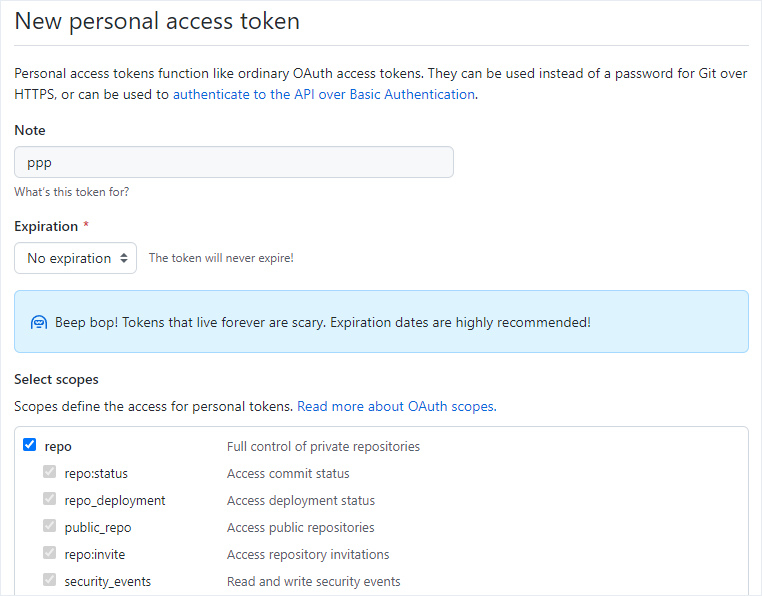 New personal access token
Personal access tokens function like ordinary OAuth access tokens. They can be used instead of a password for Git over
HTTPS, or can be used to authenticate to the API over Basic Authentication.
Note
ppp
What's this token for?
Expiration *
No expiration The token will never expire!
Beep bop! Tokens that live forever are scary. Expiration dates are highly recommended!
Select scopes
Scopes define the access for personal tokens. Read more about OAuth scopes.
repo Full control of private repositories
repo:status Access commit status
repo_deployment Access deployment status
public_repo Access public repositories
repo:invite Access repository invitations
security_events Read and write security events